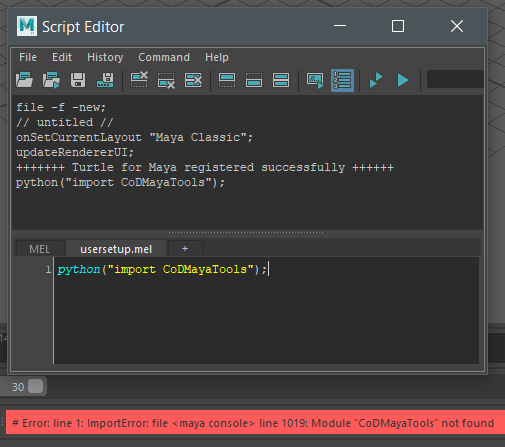 M Script Editor
File Edit History Command Help
file -f -new;
// untitled //
onSetCurrentLayout "Maya Classic";
updateRendererUI;
+++++++ Turtle for Maya registered successfully ++++++
python("import CoDMayaTools");
MEL usersetup.mel +
1 python("import CoDMayaTools");
14
30
# Error: line 1: ImportError: file <maya console> line 1019: Module "CoDMayaTools" not found